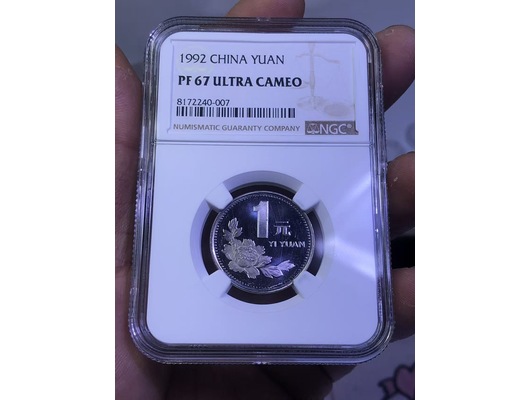 1992 CHINA YUAN
PF 67 ULTRA CAMEO
8172240-007
NUMISMATIC GUARANTY COMPANY
NGC
1元
YI YUAN